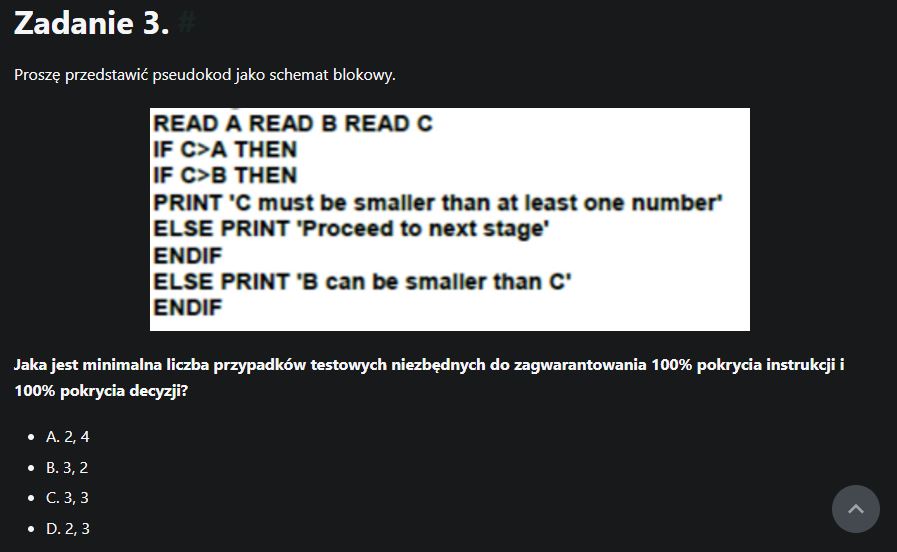 Zadanie 3. #
Proszę przedstawić pseudokod jako schemat blokowy.
READ A READ B READ C
IF C>A THEN
IF C>B THEN
PRINT 'C must be smaller than at least one number'
ELSE PRINT 'Proceed to next stage'
ENDIF
ELSE PRINT 'B can be smaller than C'
ENDIF
Jaka jest minimalna liczba przypadków testowych niezbędnych do zagwarantowania 100% pokrycia instrukcji i
100% pokrycia decyzji?
• A. 2, 4
• B. 3, 2
• C. 3, 3
• D. 2, 3